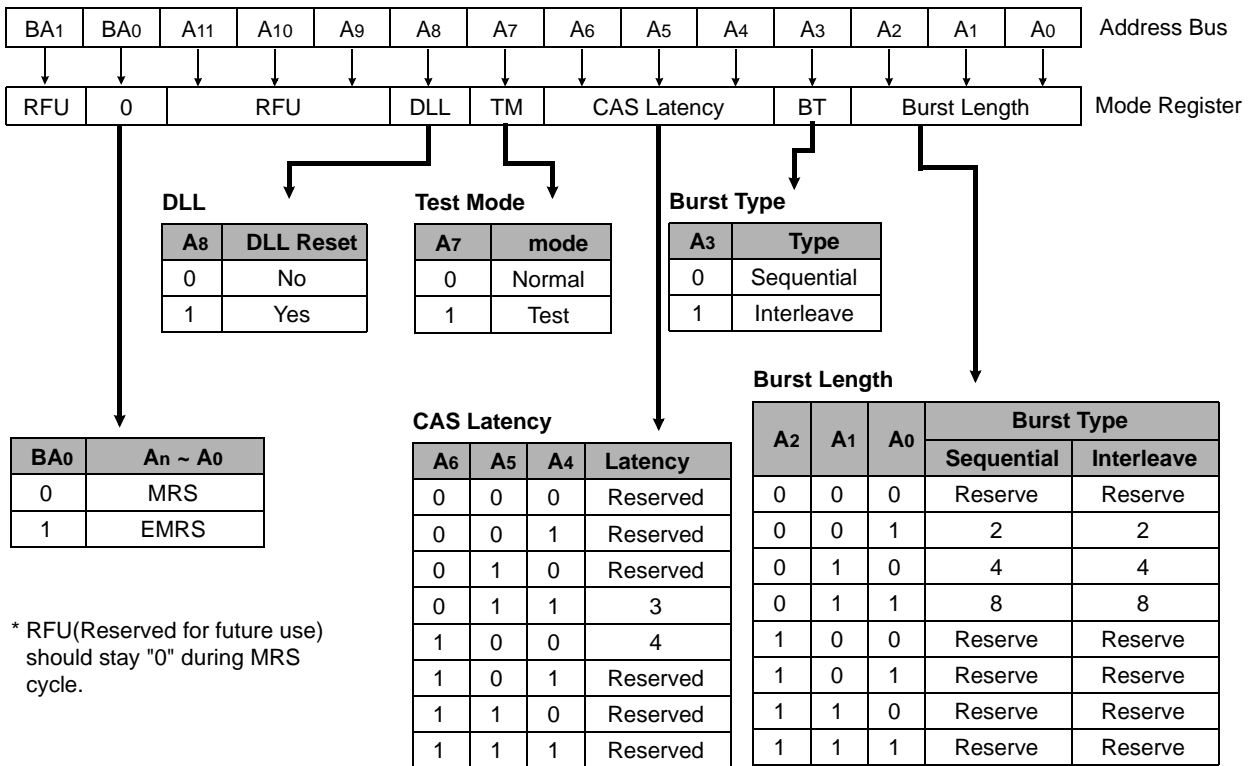 BA1 BA0 A11 A10 A9 A8 A7 A6 A5 A4 A3 A2 A1 A0 Address Bus
RFU 0 RFU DLL TM CAS Latency BT Burst Length Mode Register
DLL
A8 DLL Reset
0 No
1 Yes
Test Mode
A7 mode
0 Normal
1 Test
Burst Type
A3 Type
0 Sequential
1 Interleave
BA0 An ~ A0
0 MRS
1 EMRS
* RFU(Reserved for future use)
should stay "0" during MRS
cycle.
CAS Latency
A6 A5 A4 Latency
0 0 0 Reserved
0 0 1 Reserved
0 1 0 Reserved
0 1 1 3
1 0 0 4
1 0 1 Reserved
1 1 0 Reserved
1 1 1 Reserved
Burst Length
A2 A1 A0 Burst Type
Sequential Interleave
0 0 0 Reserve Reserve
0 0 1 2 2
0 1 0 4 4
0 1 1 8 8
1 0 0 Reserve Reserve
1 0 1 Reserve Reserve
1 1 0 Reserve Reserve
1 1 1 Reserve Reserve